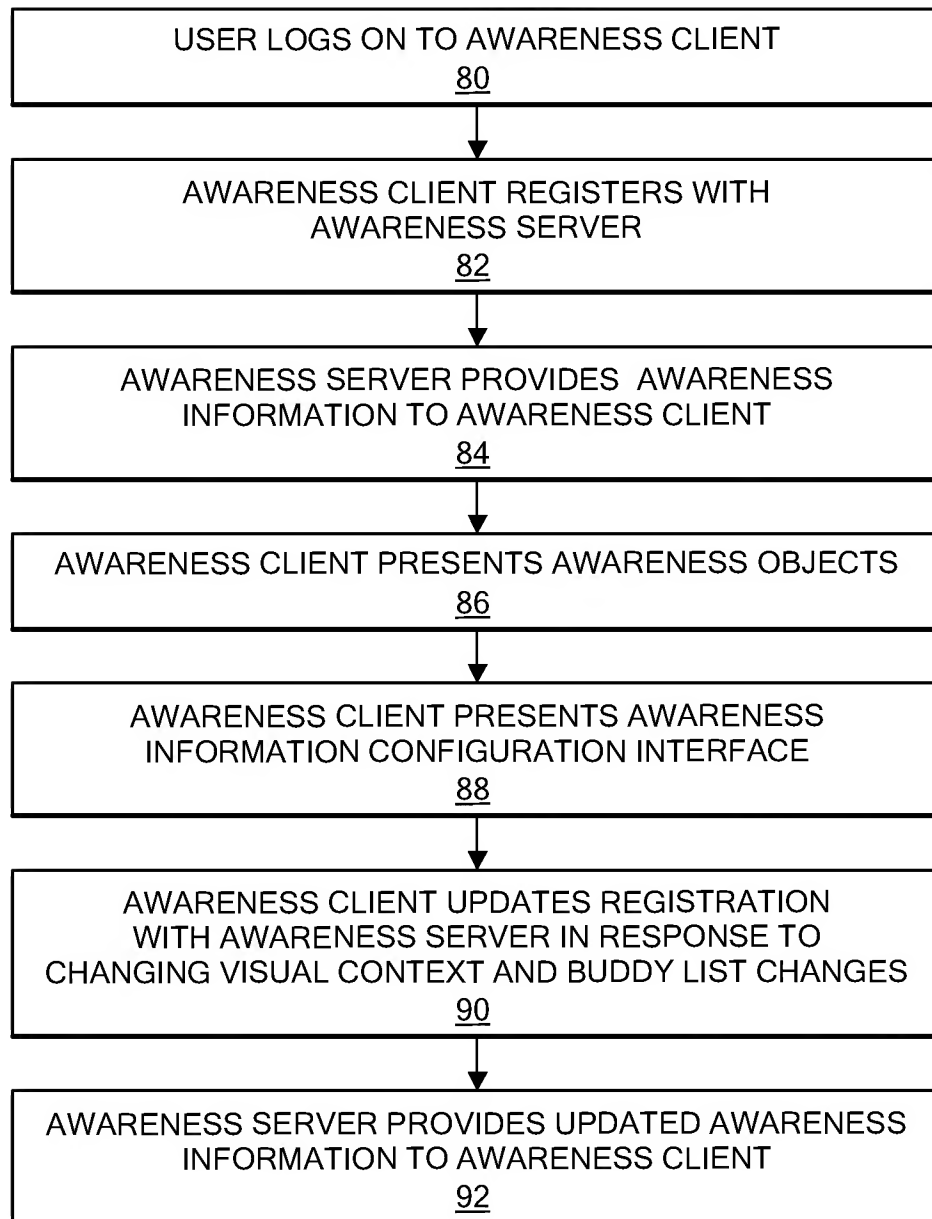 USER LOGS ON TO AWARENESS CLIENT
80
AWARENESS CLIENT REGISTERS WITH
AWARENESS SERVER
82
AWARENESS SERVER PROVIDES AWARENESS
INFORMATION TO AWARENESS CLIENT
84
AWARENESS CLIENT PRESENTS AWARENESS OBJECTS
86
AWARENESS CLIENT PRESENTS AWARENESS
INFORMATION CONFIGURATION INTERFACE
88
AWARENESS CLIENT UPDATES REGISTRATION
WITH AWARENESS SERVER IN RESPONSE TO
CHANGING VISUAL CONTEXT AND BUDDY LIST CHANGES
90
AWARENESS SERVER PROVIDES UPDATED AWARENESS
INFORMATION TO AWARENESS CLIENT
92